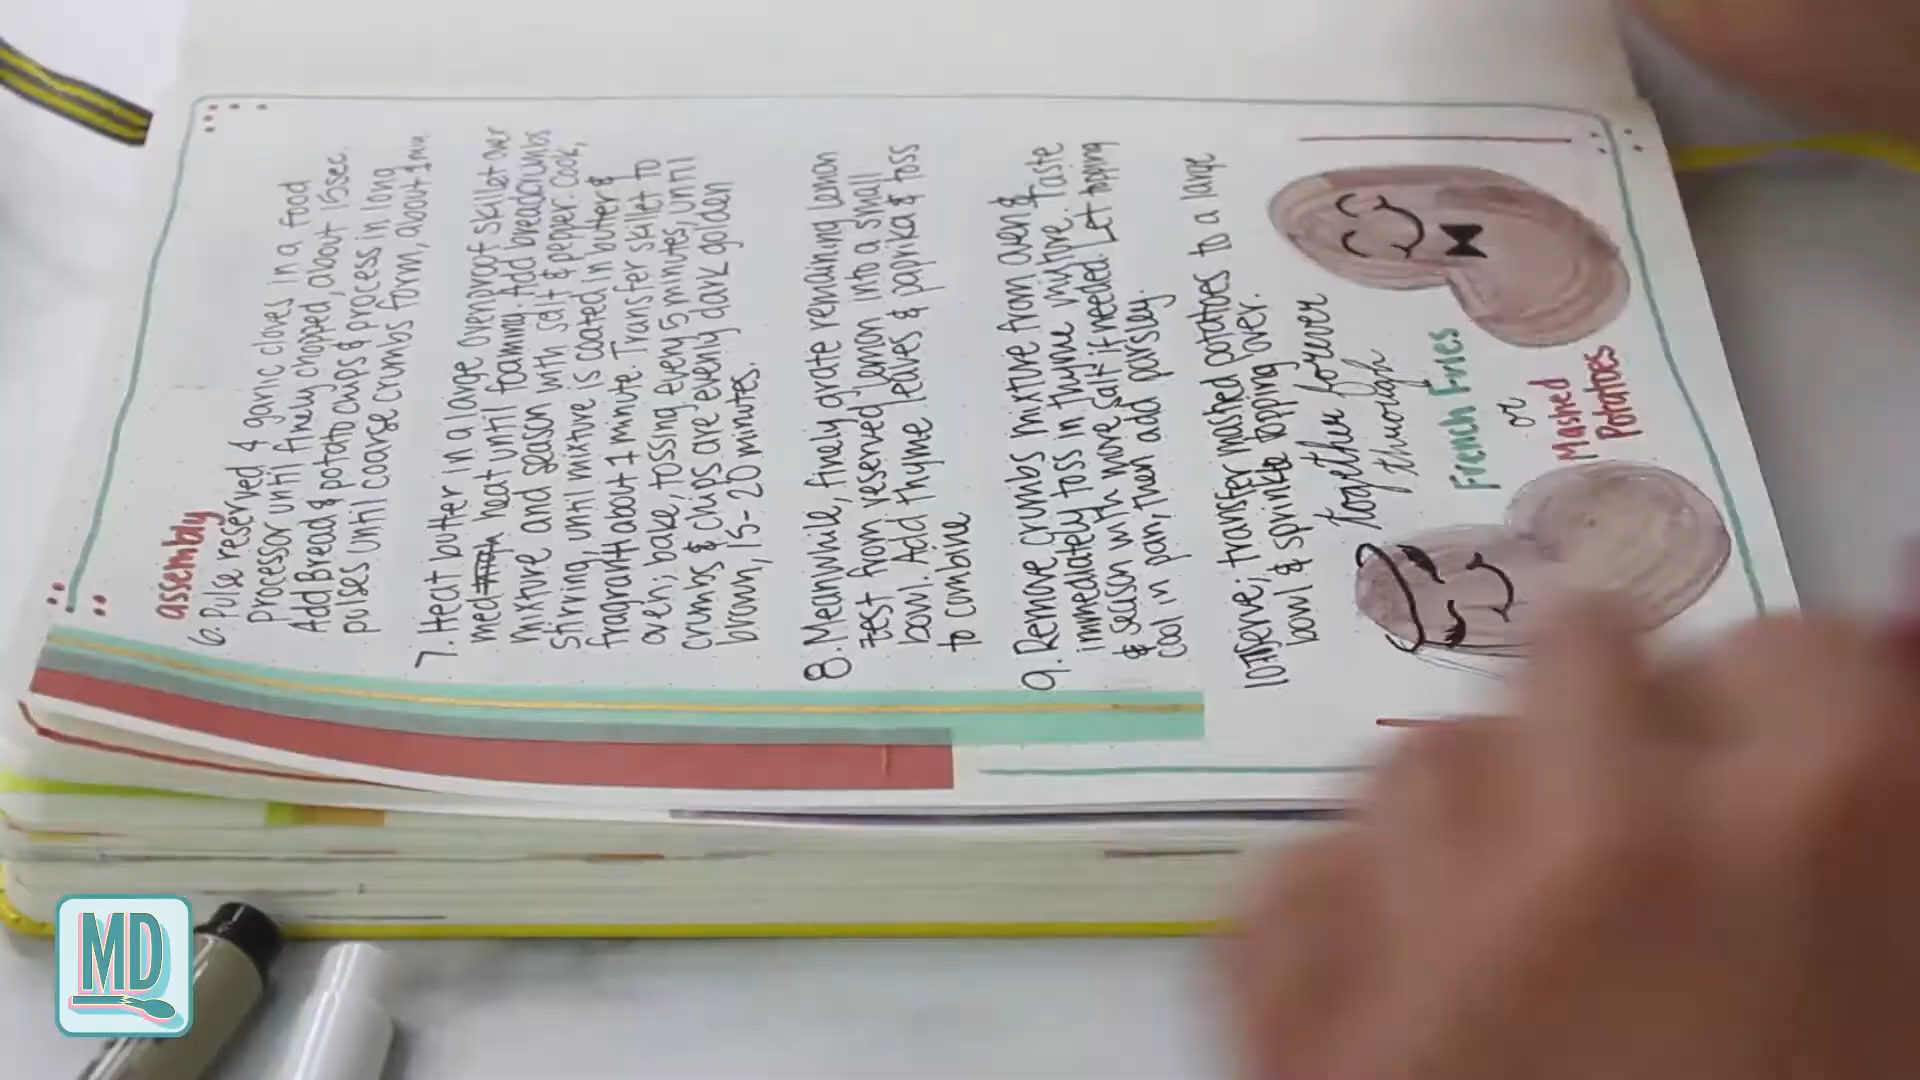 assembly
6. Pulse reserved 4 garlic cloves in a food
processor until finely chopped, about 15 sec.
Add Bread & potato chips & process in long
pulses until coarse crumbs form, about 1 min
7. Heat butter in a large ovenproof skillet over
med heat until foaming. Add breadcrumbs
mixture and season with salt & pepper. Cook,
stirring, until mixture is coated in butter &
fragrant about 1 minute. Transfer skillet to
oven; bake, tossing every 5 minutes, until
crumbs & chips are evenly dark golden
brown, 15-20 minutes.
8. Meanwhile, finely grate remaining lemon
zest from reserved lemon into a small
bowl. Add thyme leaves & paprika & toss
to combine
9. Remove crumbs mixture from oven &
immediately toss in thyme mixture. Taste
& season with more salt if needed. Let topping
cool in pan, then add parsley.
10. Serve; transfer mashed potatoes to a large
bowl & sprinkle topping over.
together forever
through
French Fries
or
Mashed
Potatoes
MD